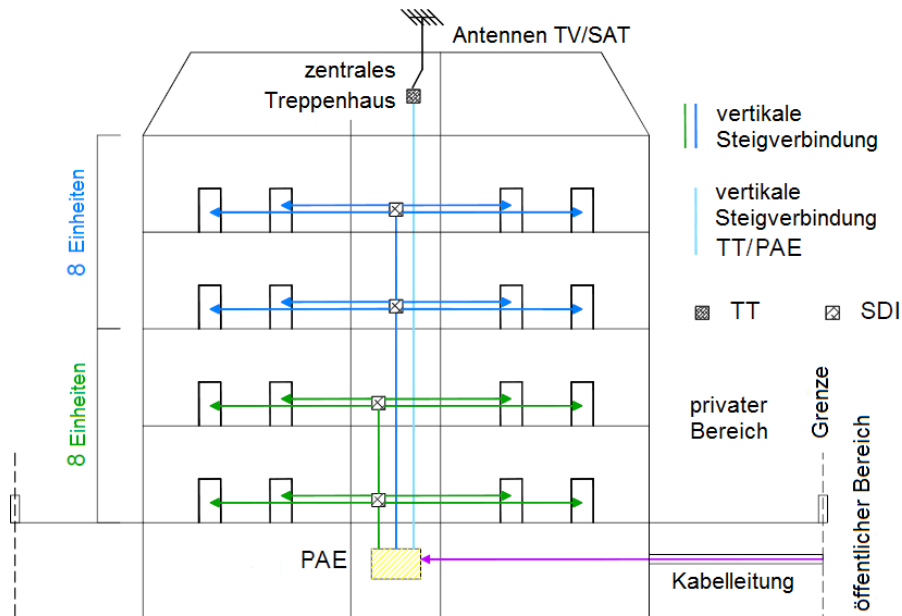 Antennen TV/SAT
zentrales
Treppenhaus
vertikale
Steigverbindung
vertikale
Steigverbindung
TT/PAE
TT
SDI
8 Einheiten
8 Einheiten
privater
Bereich
Grenze
öffentlicher Bereich
PAE
Kabelleitung